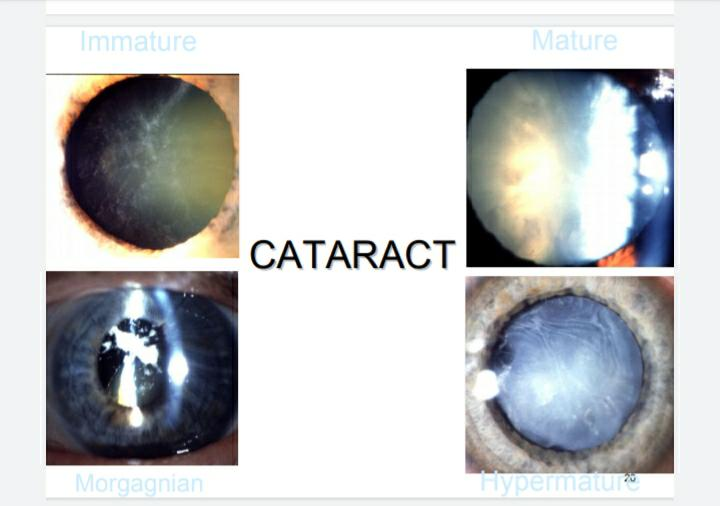 Immature
Mature
CATARACT
Morgagnian
Hypermature
20